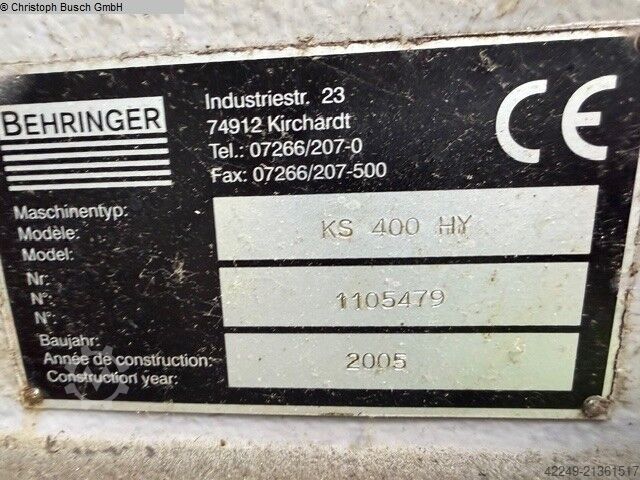 © Christoph Busch GmbH
BEHRINGER
Industriestr. 23
74912 Kirchardt
Tel.: 07266/207-0
Fax: 07266/207-500
CE
Maschinentyp:
Modèle:
Model:
KS 400 HY
Nr:
N°:
N°:
1105479
Baujahr:
Année de construction:
Construction year:
2005
42249-21361517